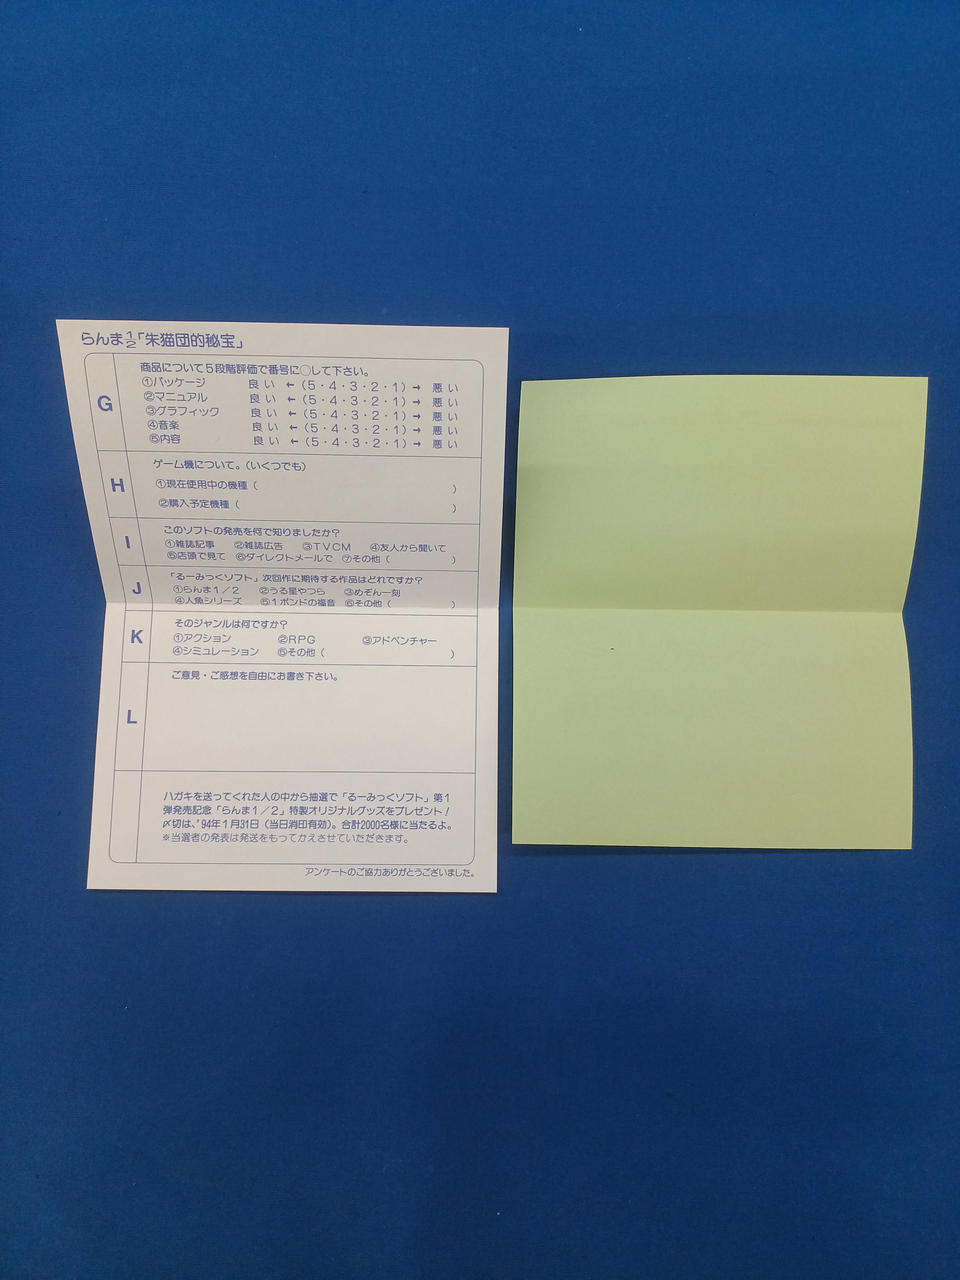 らんま1/2「朱猫団的秘宝」
G
商品について5段階評価で番号に○して下さい。
①パッケージ 良い ←(5・4・3・2・1)→ 悪い
②マニュアル 良い ←(5・4・3・2・1)→ 悪い
③グラフィック 良い ←(5・4・3・2・1)→ 悪い
④音楽 良い ←(5・4・3・2・1)→ 悪い
⑤内容 良い ←(5・4・3・2・1)→ 悪い
H
ゲーム機について。(いくつでも)
①現在使用中の機種( )
②購入予定機種( )
I
このソフトの発売を何で知りましたか?
①雑誌記事 ②雑誌広告 ③TVCM ④友人から聞いて
⑤店頭で見て ⑥ダイレクトメールで ⑦その他( )
J
「るーみっくソフト」次回作に期待する作品はどれですか?
①らんま1/2 ②うる星やつら ③めぞん一刻
④人魚シリーズ ⑤1ポンドの福音 ⑥その他( )
K
そのジャンルは何ですか?
①アクション ②RPG ③アドベンチャー
④シミュレーション ⑤その他( )
L
ご意見・ご感想を自由にお書き下さい。
ハガキを送ってくれた人の中から抽選で「るーみっくソフト」第1
弾発売記念「らんま1/2」特製オリジナルグッズをプレゼント!
〆切は、'94年1月31日(当日消印有効)。合計2000名様に当たるよ。
※当選者の発表は発送をもってかえさせていただきます。
アンケートのご協力ありがとうございました。